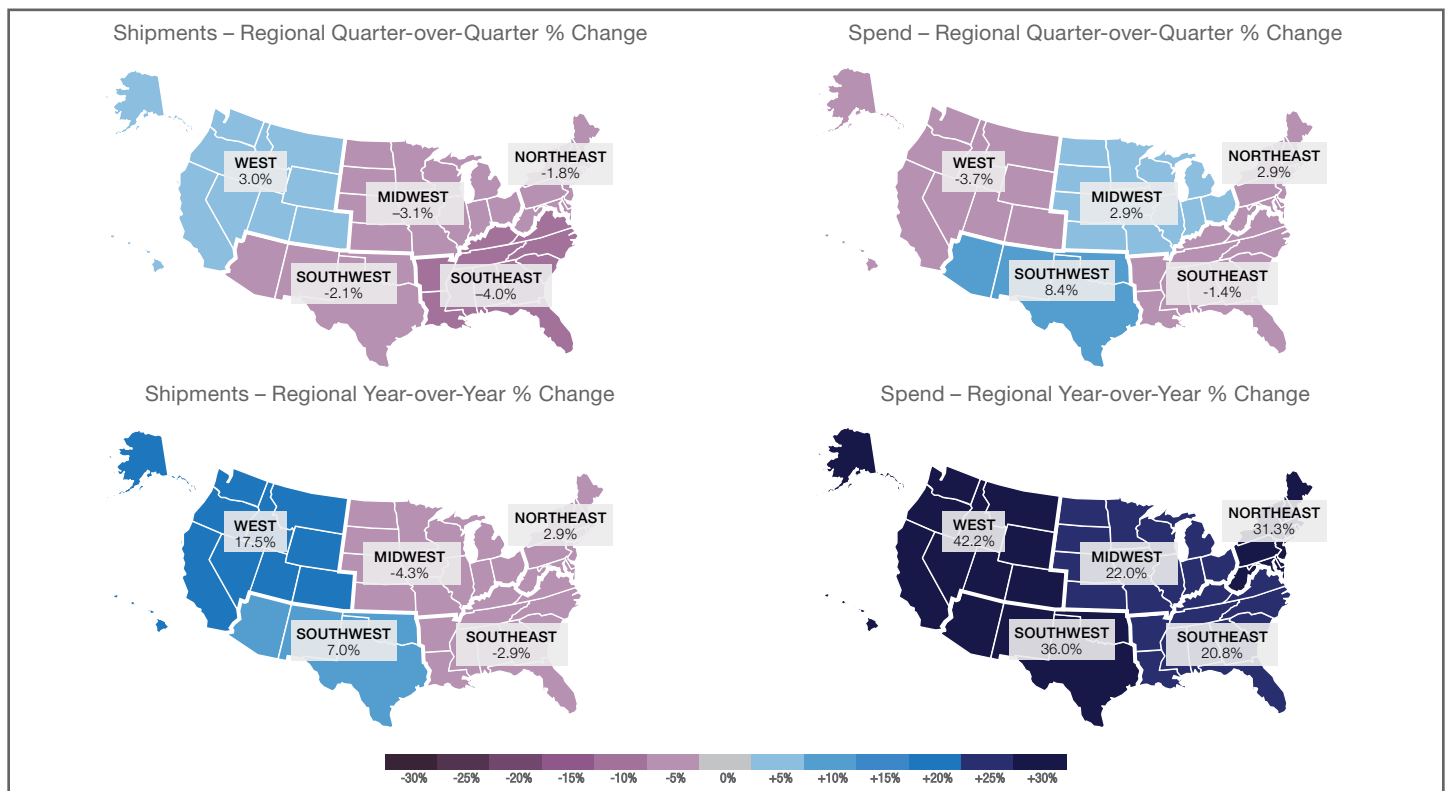 Shipments – Regional Quarter-over-Quarter % Change
WEST
3.0%
MIDWEST
–3.1%
NORTHEAST
-1.8%
SOUTHWEST
-2.1%
SOUTHEAST
–4.0%
Spend – Regional Quarter-over-Quarter % Change
WEST
-3.7%
MIDWEST
2.9%
NORTHEAST
2.9%
SOUTHWEST
8.4%
SOUTHEAST
-1.4%
Shipments – Regional Year-over-Year % Change
WEST
17.5%
MIDWEST
-4.3%
NORTHEAST
2.9%
SOUTHWEST
7.0%
SOUTHEAST
-2.9%
Spend – Regional Year-over-Year % Change
WEST
42.2%
MIDWEST
22.0%
NORTHEAST
31.3%
SOUTHWEST
36.0%
SOUTHEAST
20.8%
-30% -25% -20% -15% -10% -5% 0% +5% +10% +15% +20% +25% +30%